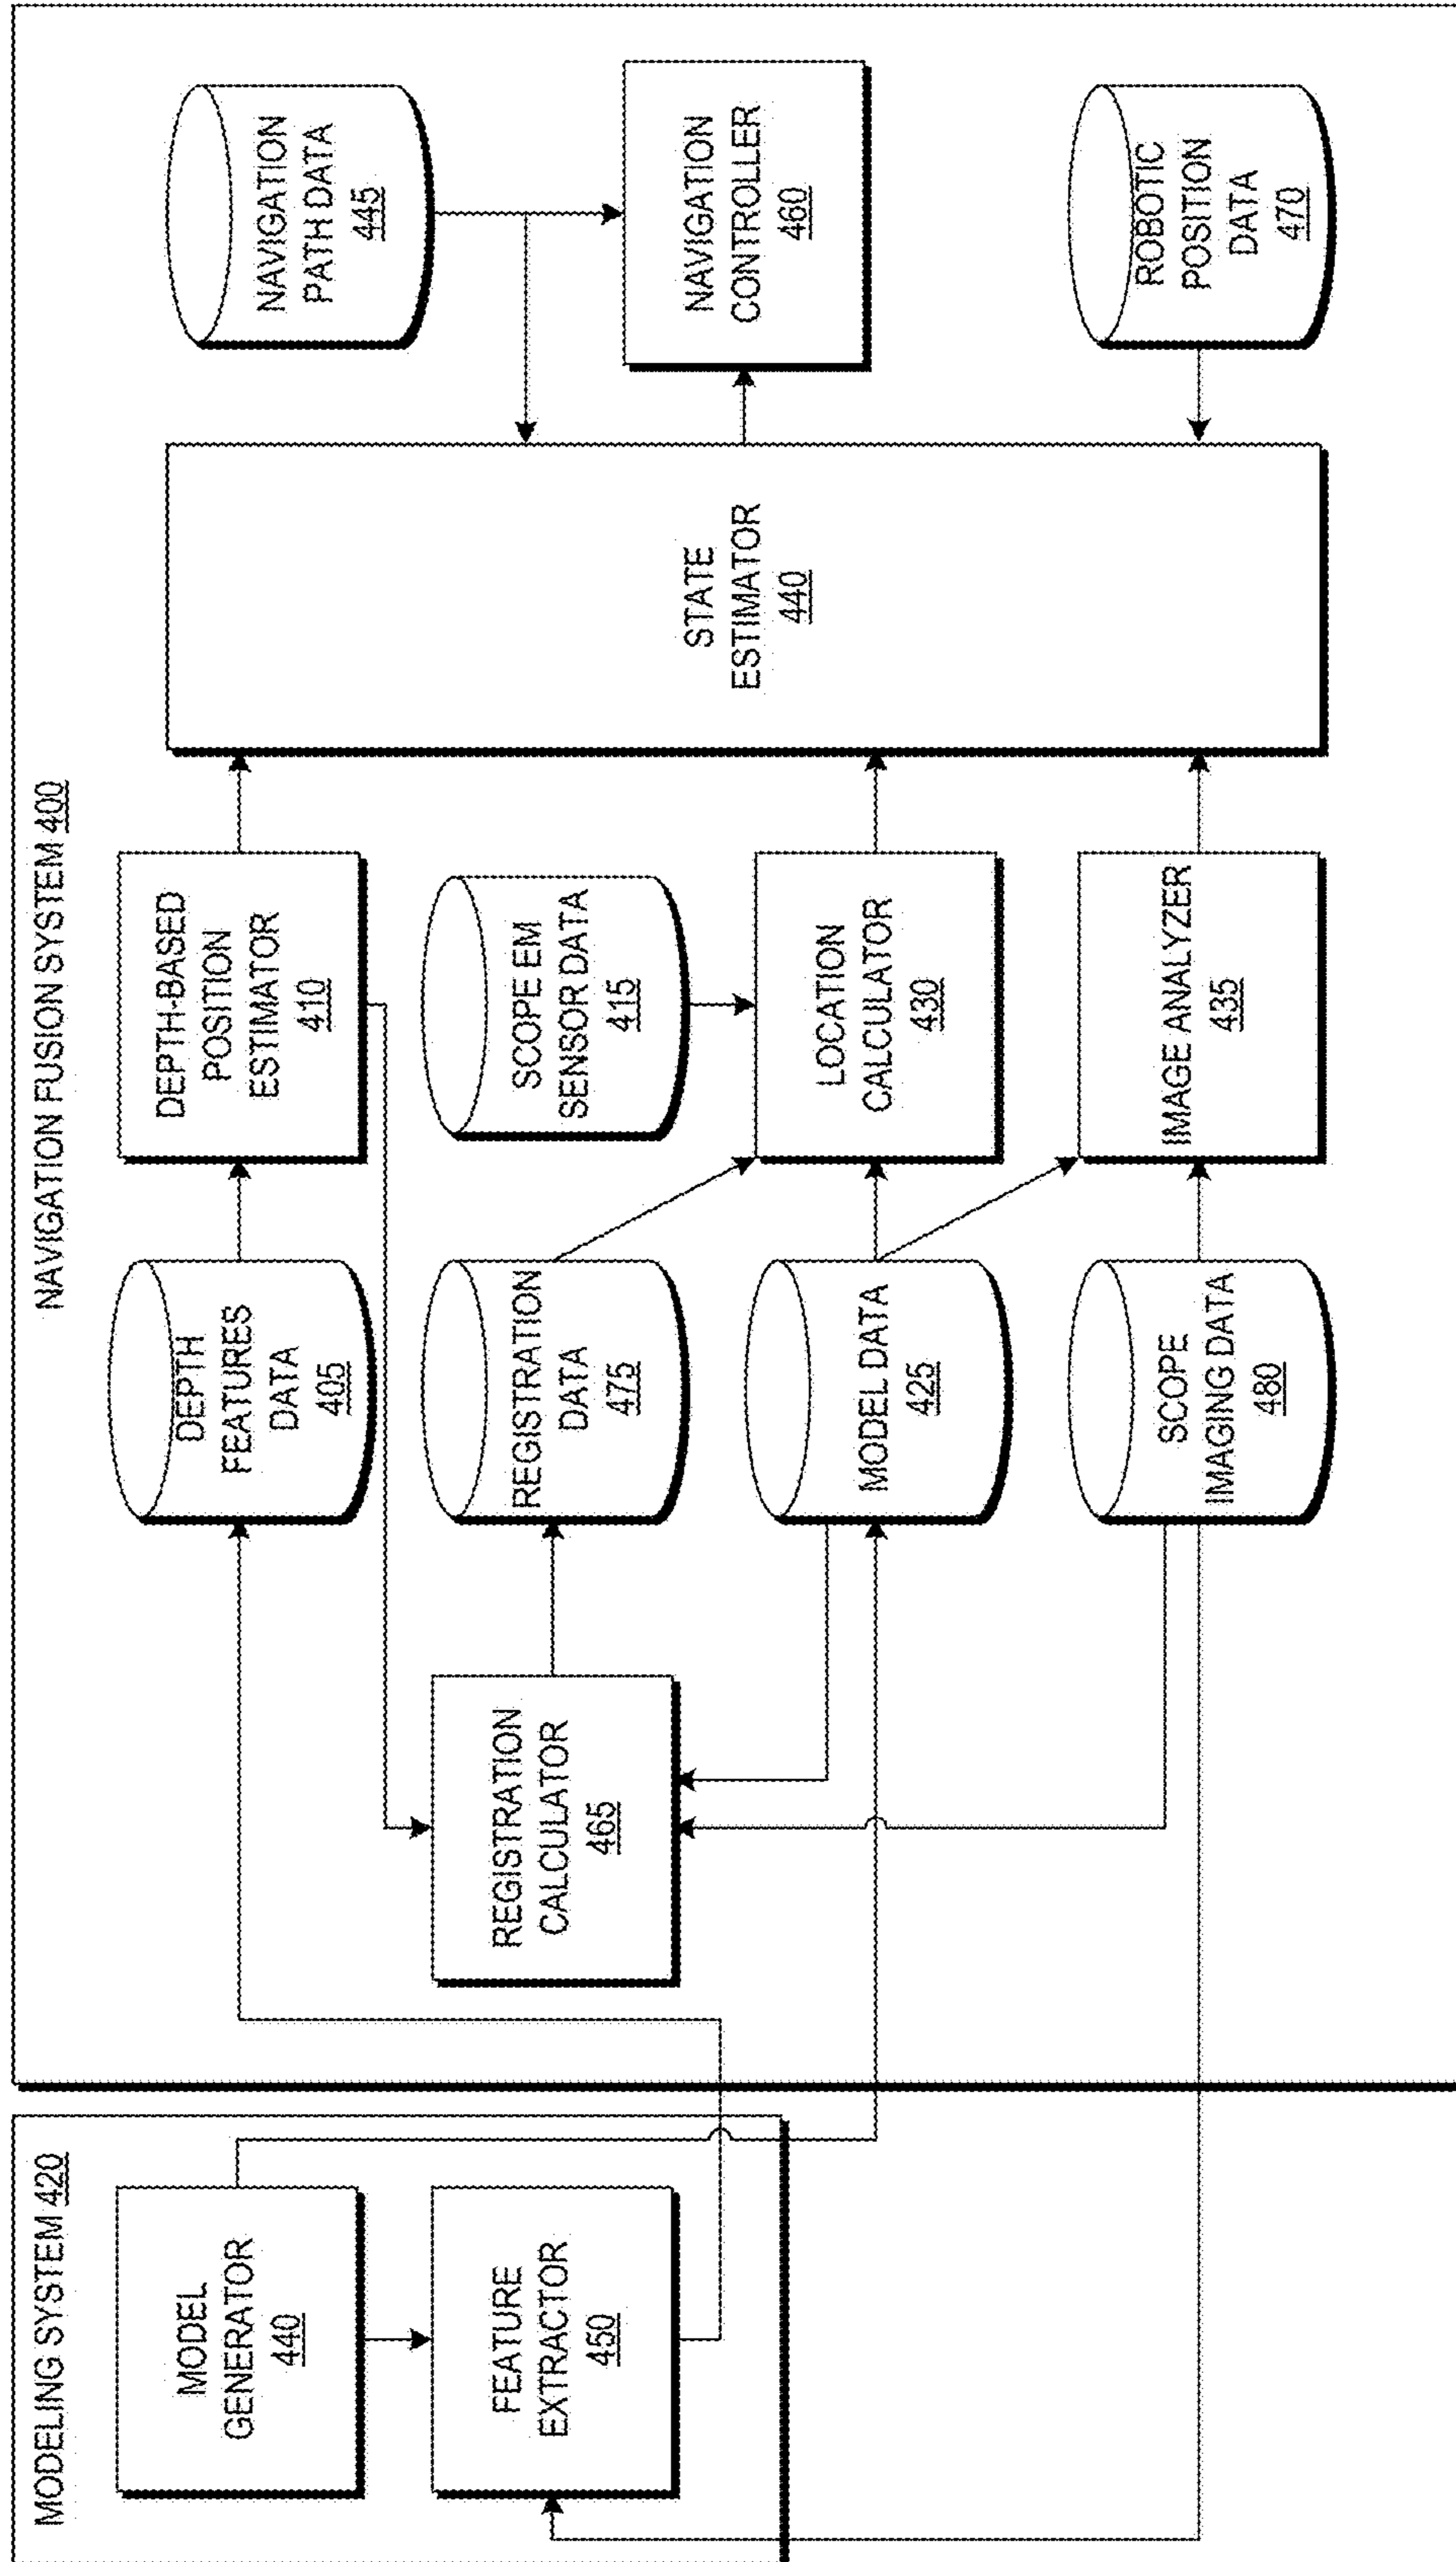 MODELING SYSTEM 420
MODEL
GENERATOR
440
FEATURE
EXTRACTOR
450
NAVIGATION FUSION SYSTEM 400
REGISTRATION
CALCULATOR
465
DEPTH
FEATURES
DATA
405
REGISTRATION
DATA
475
MODEL DATA
425
SCOPE
IMAGING DATA
480
DEPTH-BASED
POSITION
ESTIMATOR
410
SCOPE EM
SENSOR DATA
415
LOCATION
CALCULATOR
430
IMAGE ANALYZER
435
STATE
ESTIMATOR
440
NAVIGATION
PATH DATA
445
NAVIGATION
CONTROLLER
460
ROBOTIC
POSITION
DATA
470